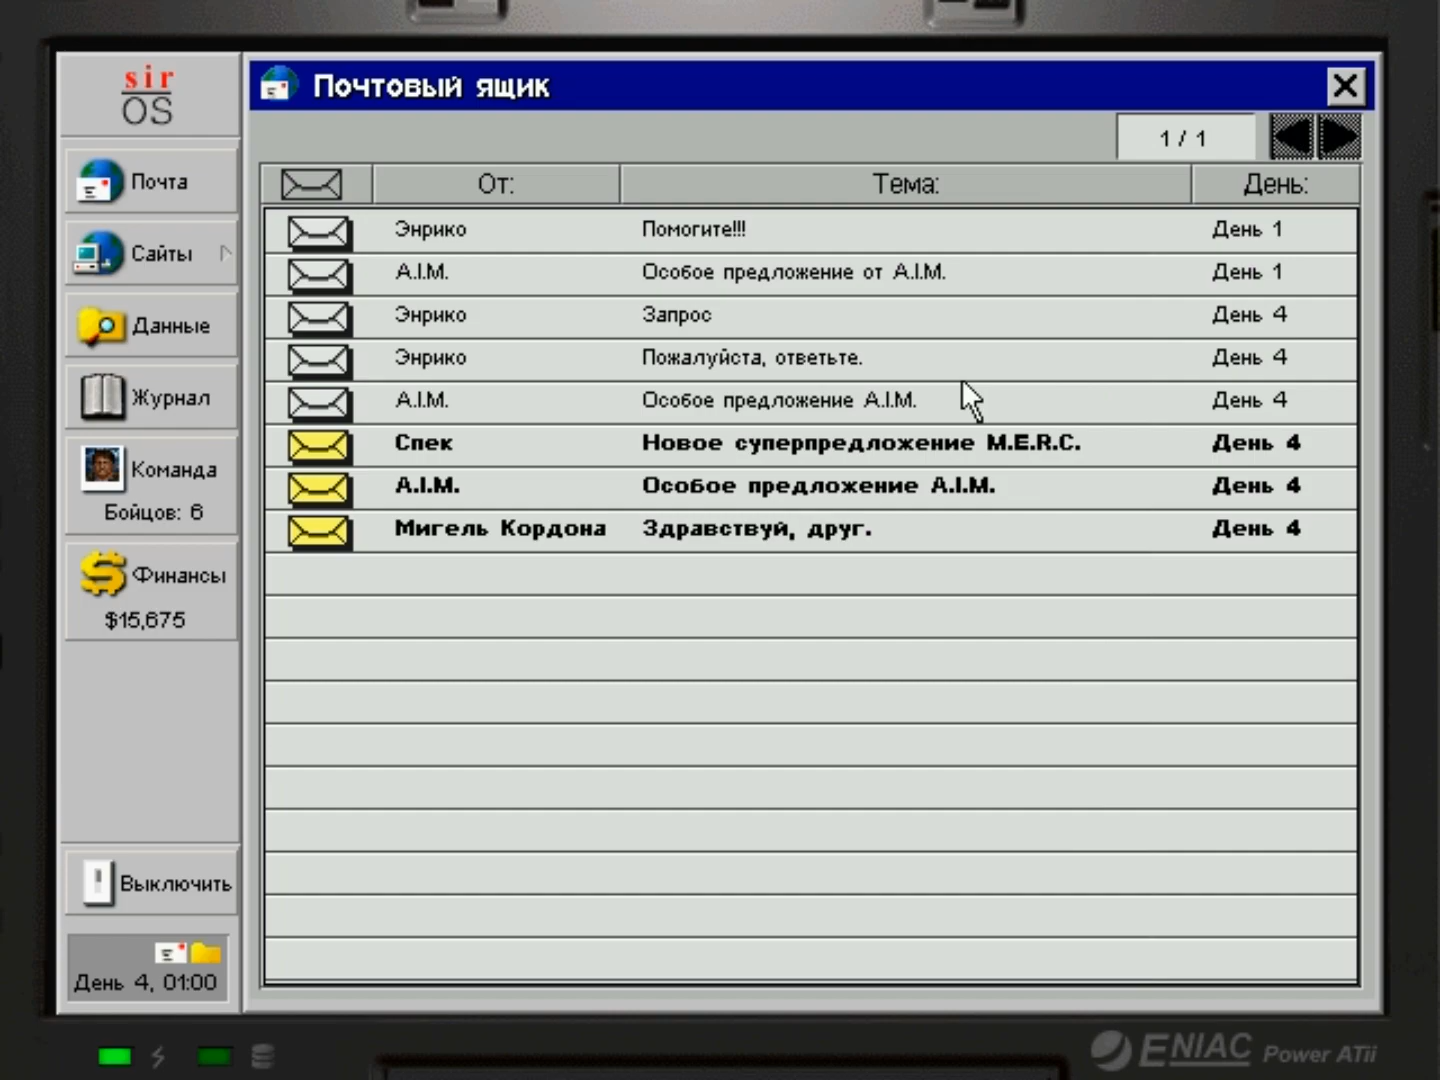 sir
OS
Почтовый ящик
1 / 1
Почта
Сайты
Данные
Журнал
Команда
Бойцов: 6
Финансы
$15,675
Выключить
День 4, 01:00
От: Тема: День:
Энрико Помогите!!! День 1
A.I.M. Особое предложение от A.I.M. День 1
Энрико Запрос День 4
Энрико Пожалуйста, ответьте. День 4
A.I.M. Особое предложение A.I.M. День 4
Спек Новое суперпредложение M.E.R.C. День 4
A.I.M. Особое предложение A.I.M. День 4
Мигель Кордона Здравствуй, друг. День 4
ENIAC Power ATii